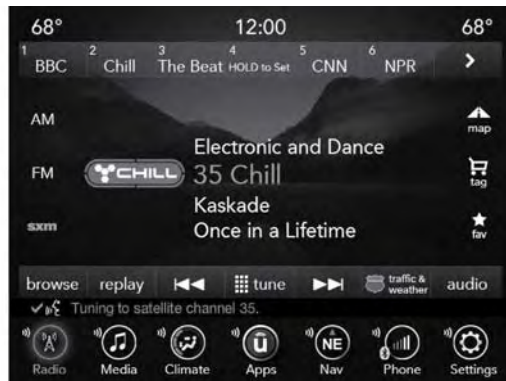 68° 12:00 68°
1 BBC 2 Chill 3 The Beat 4 HOLD to Set 5 CNN 6 NPR
AM
map
Electronic and Dance
FM CHILL 35 Chill
tag
Kaskade
sxm Once in a Lifetime
fav
browse replay tune traffic & weather audio
Tuning to satellite channel 35.
Radio Media Climate Apps Nav Phone Settings
û NE